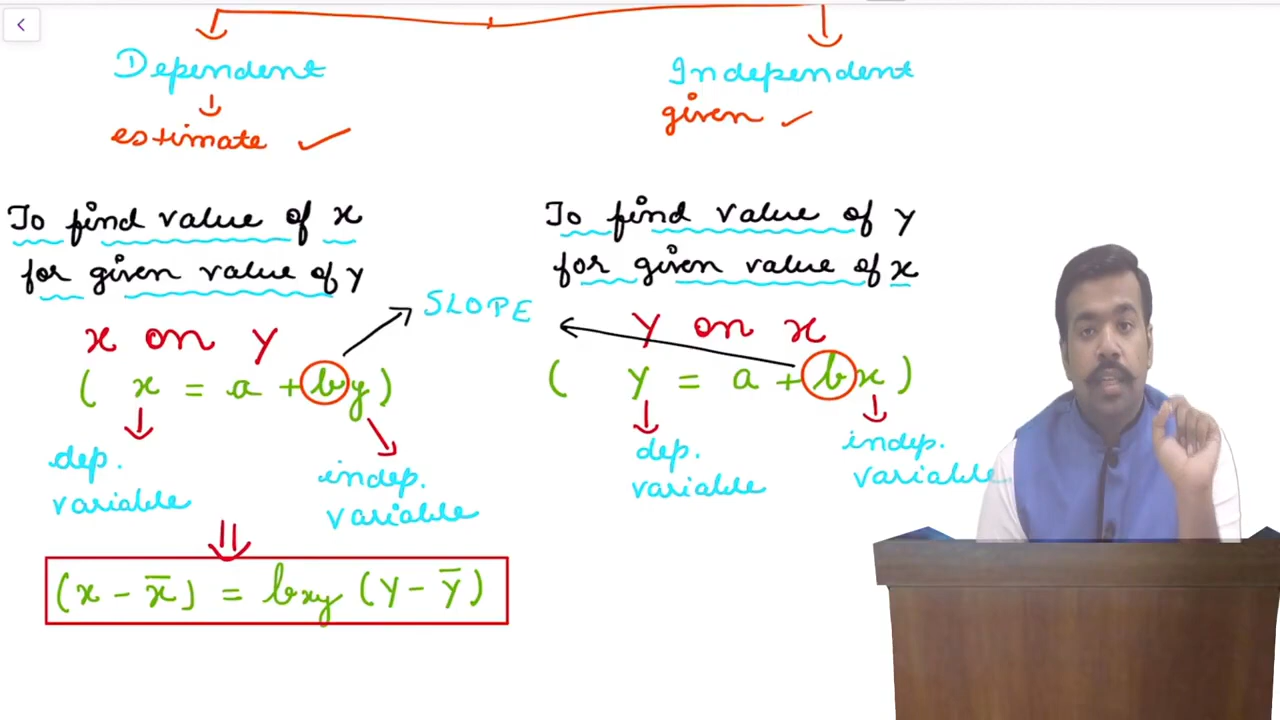 Dependent
estimate
Independent
given
To find value of x
for given value of y
x on y
( x = a + by )
dep.
variable
indep.
variable
(x - x̄) = bxy (y - ȳ)
SLOPE
To find value of y
for given value of x
y on x
( y = a + bx )
dep.
variable
indep.
variable